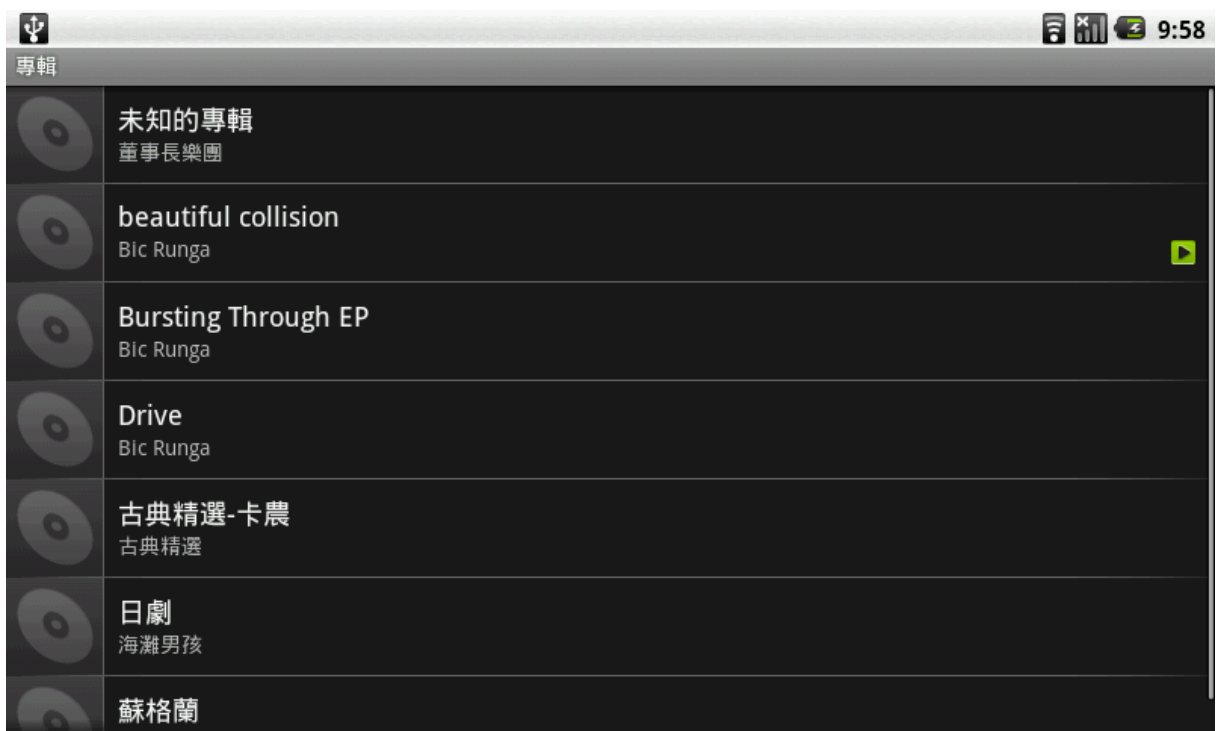 9:58
專輯
未知的專輯
董事長樂團
beautiful collision
Bic Runga
Bursting Through EP
Bic Runga
Drive
Bic Runga
古典精選-卡農
古典精選
日劇
海灘男孩
蘇格蘭